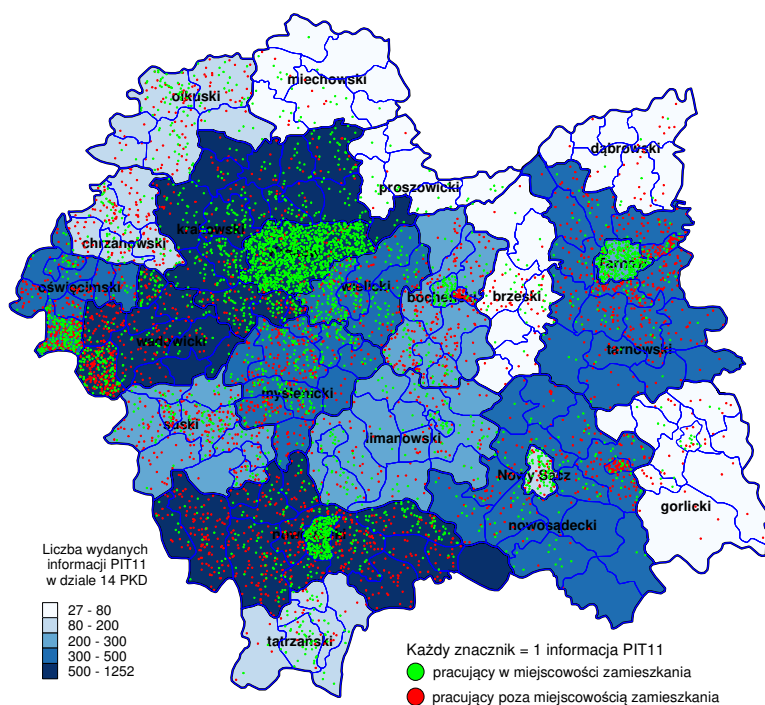 miechowski
olkuski
dąbrowski
proszowicki
krakowski
chrzanowski
Tarnów
wielicki
oświęcimski
bocheński
brzeski
wadowicki
tarnowski
myślenicki
suski
limanowski
Nowy Sącz
gorlicki
nowosądecki
tatrzański
Liczba wydanych
informacji PIT11
w dziale 14 PKD
27 - 80
80 - 200
200 - 300
300 - 500
500 - 1252
Każdy znacznik = 1 informacja PIT11
pracujący w miejscowości zamieszkania
pracujący poza miejscowością zamieszkania